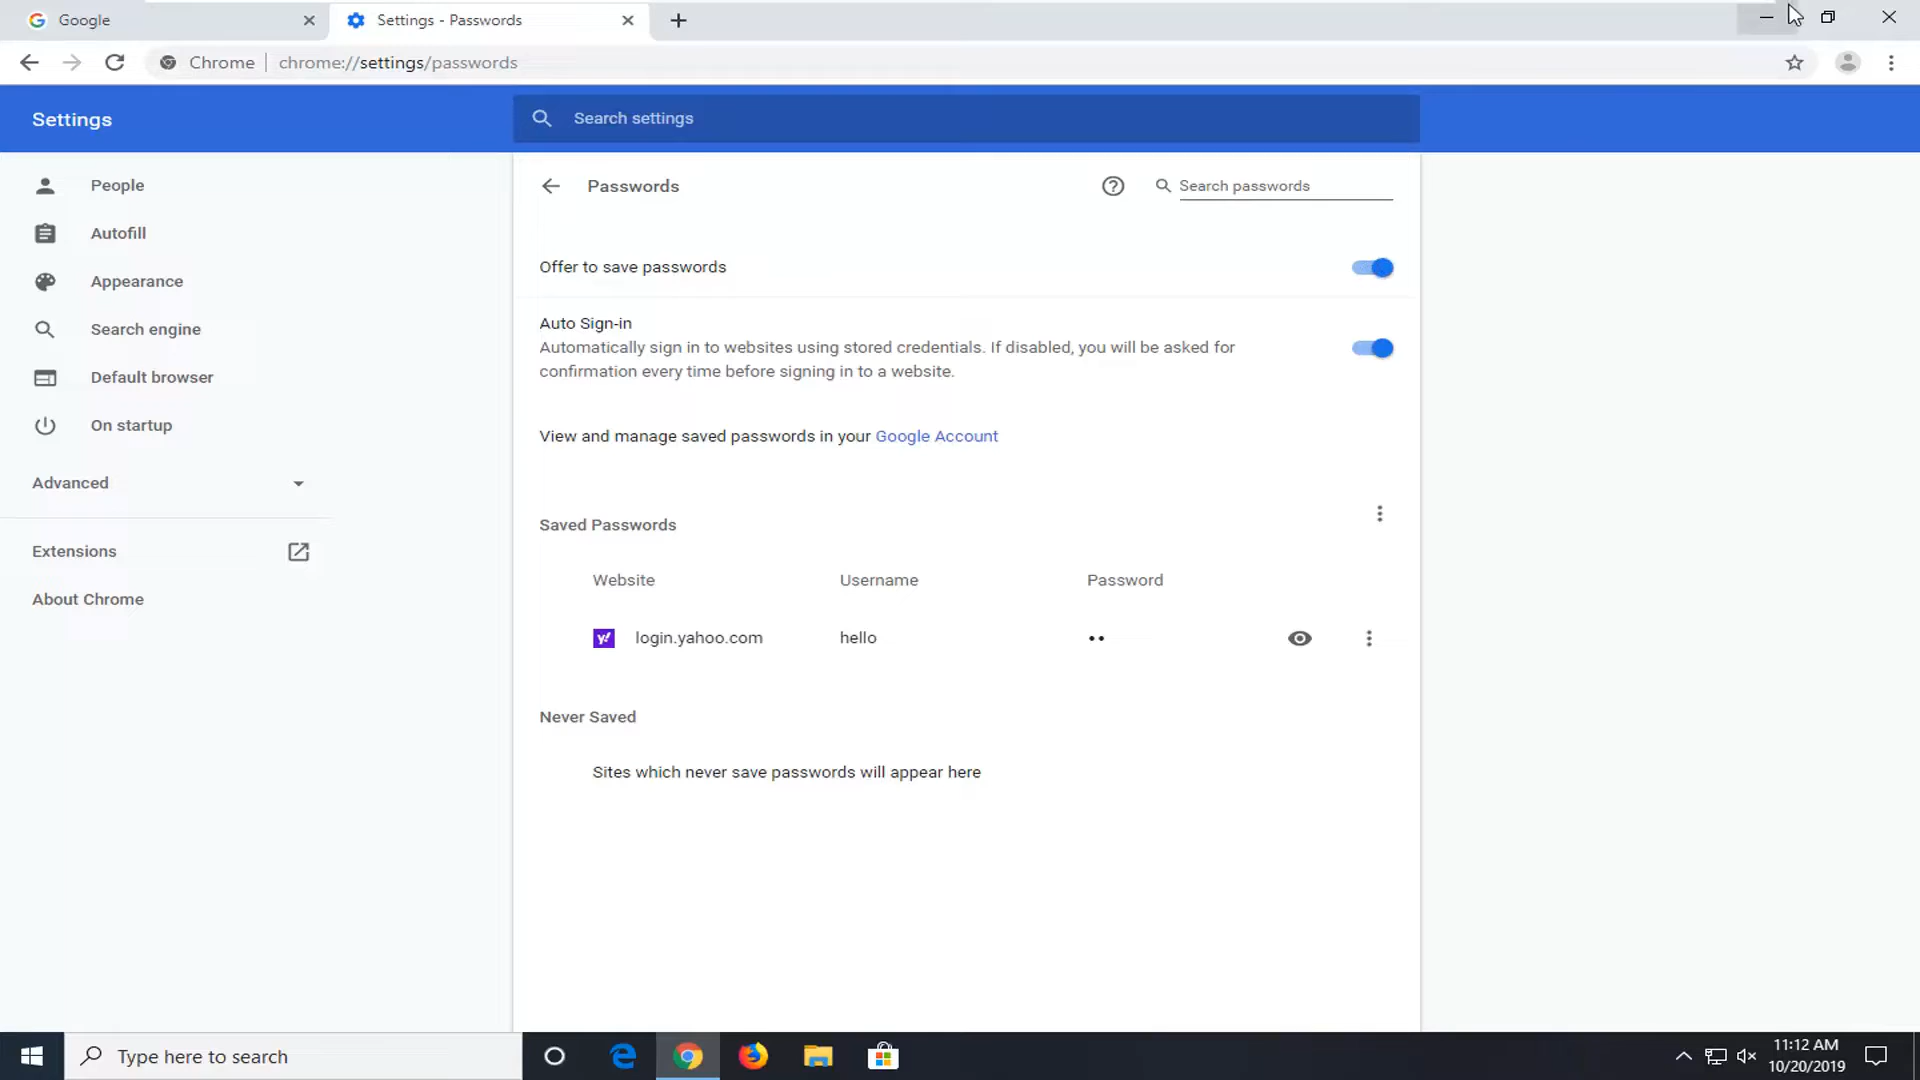 Google
Settings - Passwords
Chrome
chrome://settings/passwords
Settings
Search settings
People
Autofill
Appearance
Search engine
Default browser
On startup
Advanced
Extensions
About Chrome
Passwords
Search passwords
Offer to save passwords
Auto Sign-in
Automatically sign in to websites using stored credentials. If disabled, you will be asked for
confirmation every time before signing in to a website.
View and manage saved passwords in your Google Account
Saved Passwords
Website Username Password
login.yahoo.com hello ••
Never Saved
Sites which never save passwords will appear here
Type here to search
11:12 AM
10/20/2019